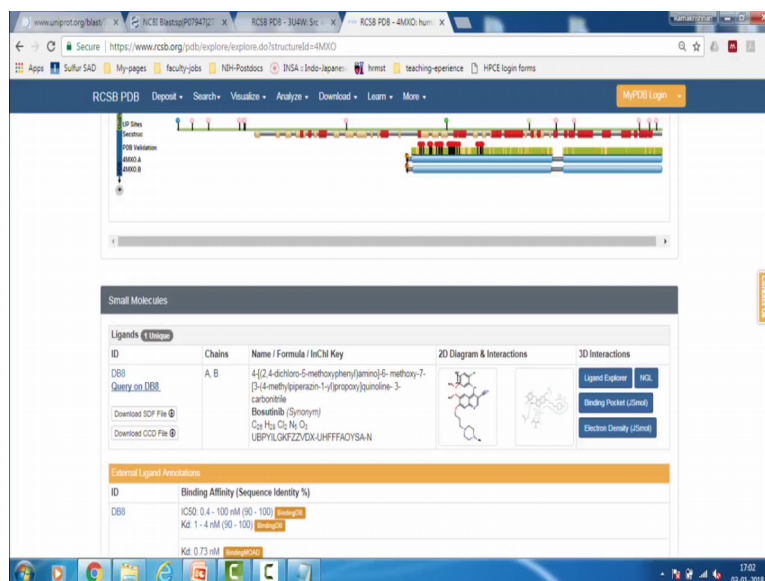 www.uniprot.org/blast/
NCBI Blast:sp|P07947|21
RCSB PDB - 3U4W: Src
RCSB PDB - 4MXO: hum
Ramakrishnan
Secure | https://www.rcsb.org/pdb/explore/explore.do?structureId=4MXO
Apps Sulfur SAD My-pages faculty-jobs NIH-Postdocs INSA :: Indo-Japanes hrmst teaching-eperience HPCE login forms
RCSB PDB Deposit Search Visualize Analyze Download Learn More MyPDB Login
UP Sites
Secstruc
PDB Validation
4MXO.A
4MXO.B
Small Molecules
Ligands 1 Unique
ID Chains Name / Formula / InChI Key 2D Diagram & Interactions 3D Interactions
DB8 A, B 4-[(2,4-dichloro-5-methoxyphenyl)amino]-6- methoxy-7-
Query on DB8 [3-(4-methylpiperazin-1-yl)propoxy]quinoline- 3-
carbonitrile
Bosutinib (Synonym)
C26 H29 Cl2 N5 O3
UBPYILGKFZZVDX-UHFFFAOYSA-N
Download SDF File
Download CCD File
Ligand Explorer NGL
Binding Pocket (JSmol)
Electron Density (JSmol)
External Ligand Annotations
ID Binding Affinity (Sequence Identity %)
DB8 IC50: 0.4 - 100 nM (90 - 100) BindingDB
Kd: 1 - 4 nM (90 - 100) BindingDB
Kd: 0.73 nM BindingMOAD
17:02
02-01-2018